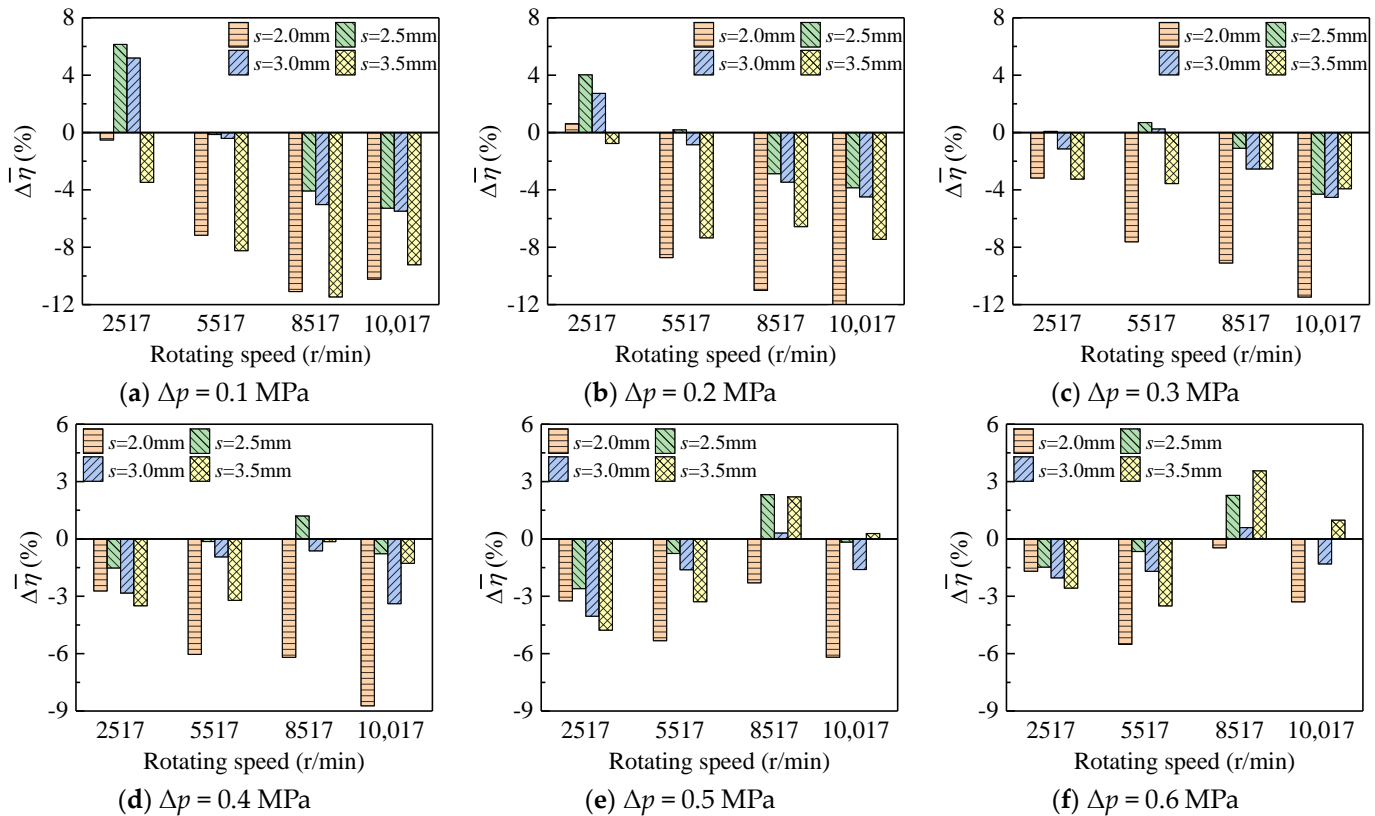 8
4
0
-4
-8
-12
Δη̅ (%)
s=2.0mm s=2.5mm
s=3.0mm s=3.5mm
2517 5517 8517 10,017
Rotating speed (r/min)
(a) Δp = 0.1 MPa
8
4
0
-4
-8
-12
Δη̅ (%)
s=2.0mm s=2.5mm
s=3.0mm s=3.5mm
2517 5517 8517 10,017
Rotating speed (r/min)
(b) Δp = 0.2 MPa
8
4
0
-4
-8
-12
Δη̅ (%)
s=2.0mm s=2.5mm
s=3.0mm s=3.5mm
2517 5517 8517 10,017
Rotating speed (r/min)
(c) Δp = 0.3 MPa
6
3
0
-3
-6
-9
Δη̅ (%)
s=2.0mm s=2.5mm
s=3.0mm s=3.5mm
2517 5517 8517 10,017
Rotating speed (r/min)
(d) Δp = 0.4 MPa
6
3
0
-3
-6
-9
Δη̅ (%)
s=2.0mm s=2.5mm
s=3.0mm s=3.5mm
2517 5517 8517 10,017
Rotating speed (r/min)
(e) Δp = 0.5 MPa
6
3
0
-3
-6
-9
Δη̅ (%)
s=2.0mm s=2.5mm
s=3.0mm s=3.5mm
2517 5517 8517 10,017
Rotating speed (r/min)
(f) Δp = 0.6 MPa